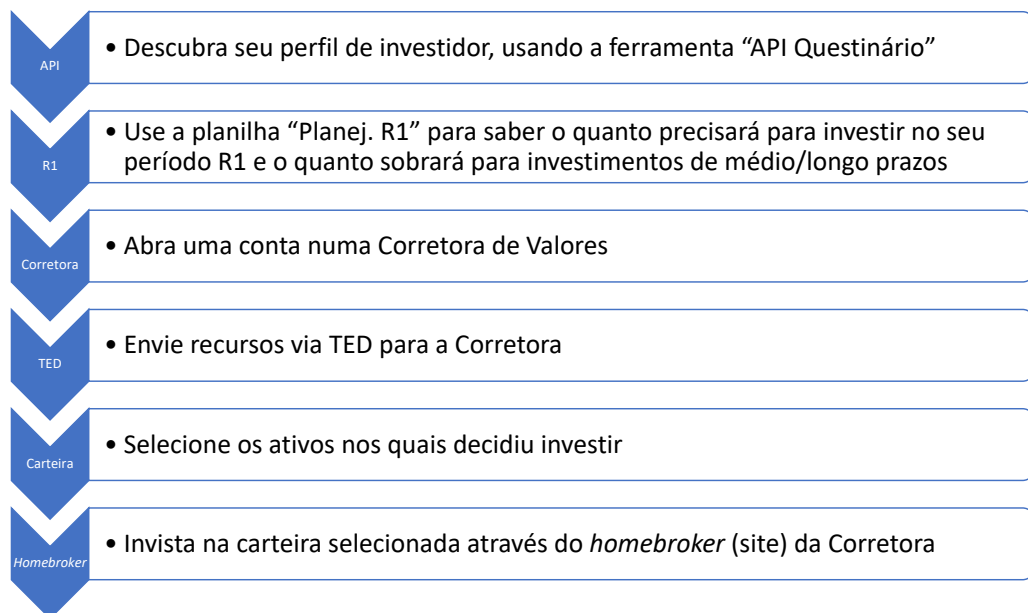 API
• Descubra seu perfil de investidor, usando a ferramenta “API Questinário”
R1
• Use a planilha “Planej. R1” para saber o quanto precisará para investir no seu
período R1 e o quanto sobrará para investimentos de médio/longo prazos
Corretora
• Abra uma conta numa Corretora de Valores
TED
• Envie recursos via TED para a Corretora
Carteira
• Selecione os ativos nos quais decidiu investir
Homebroker
• Invista na carteira selecionada através do homebroker (site) da Corretora